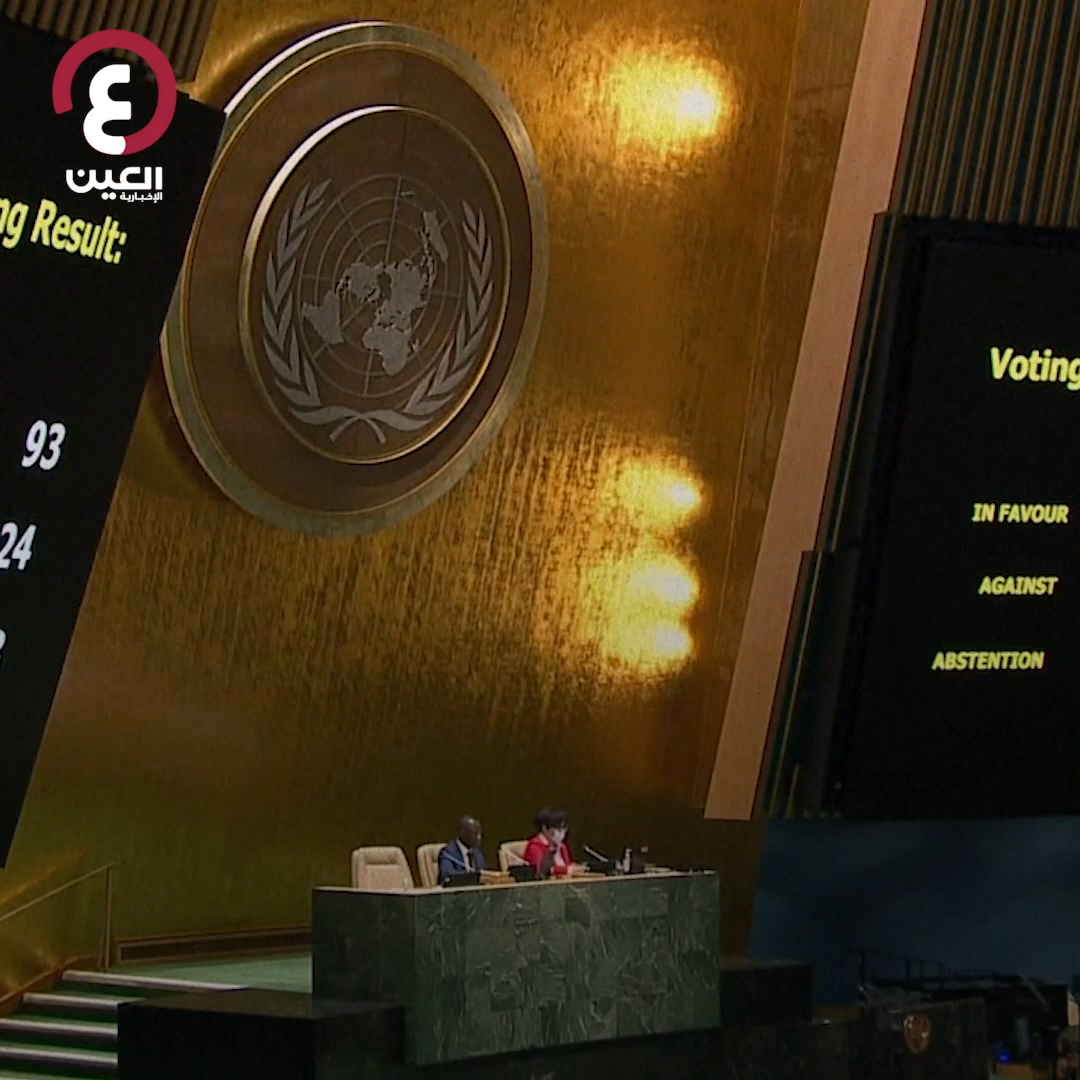 ع
العين
الإخبارية
ng Result:
93
24
Voting
IN FAVOUR
AGAINST
ABSTENTION